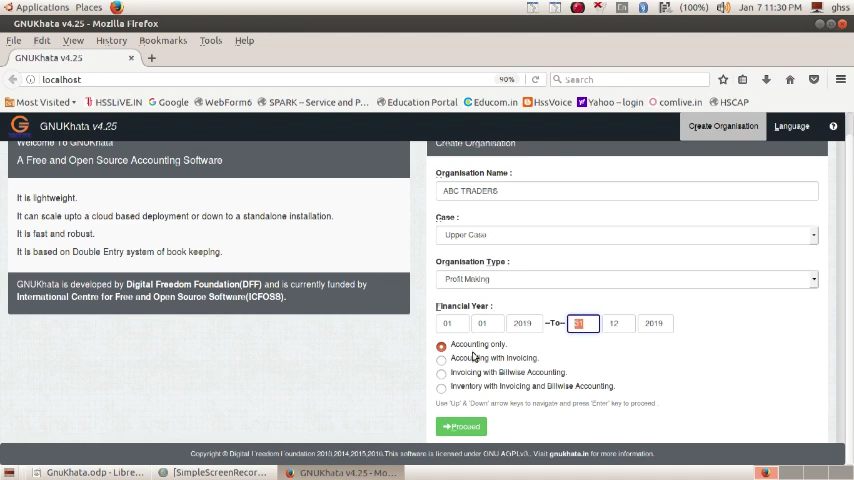 Applications Places (100%) Jan 7 11:30 PM ghss
GNUKhata v4.25 - Mozilla Firefox
File Edit View History Bookmarks Tools Help
GNUKhata v4.25
localhost 90% Search
Most Visited HSSLiVE.IN Google WebForm6 SPARK – Service and P... Education Portal Educom.in HssVoice Yahoo – login comlive.in HSCAP
GNUKhata v4.25 Create Organisation Language
Welcome To GNUKhata
A Free and Open Source Accounting Software
It is lightweight.
It can scale upto a cloud based deployment or down to a standalone installation.
It is fast and robust.
It is based on Double Entry system of book keeping.
GNUKhata is developed by Digital Freedom Foundation(DFF) and is currently funded by
International Centre for Free and Open Source Software(ICFOSS).
Create Organisation
Organisation Name :
ABC TRADERS
Case :
Upper Case
Organisation Type :
Profit Making
Financial Year :
01 01 2019 --To-- 31 12 2019
Accounting only.
Accounting with Invoicing.
Invoicing with Billwise Accounting.
Inventory with Invoicing and Billwise Accounting.
Use 'Up' & 'Down' arrow keys to navigate and press 'Enter' key to proceed.
Proceed
Copyright © Digital Freedom Foundation 2013,2014,2015,2016.This software is licensed under GNU AGPLv3.. Visit gnukhata.in for more information.
GnuKhata.odp - Libre... [SimpleScreenRecor... GNUKhata v4.25 - Mo...